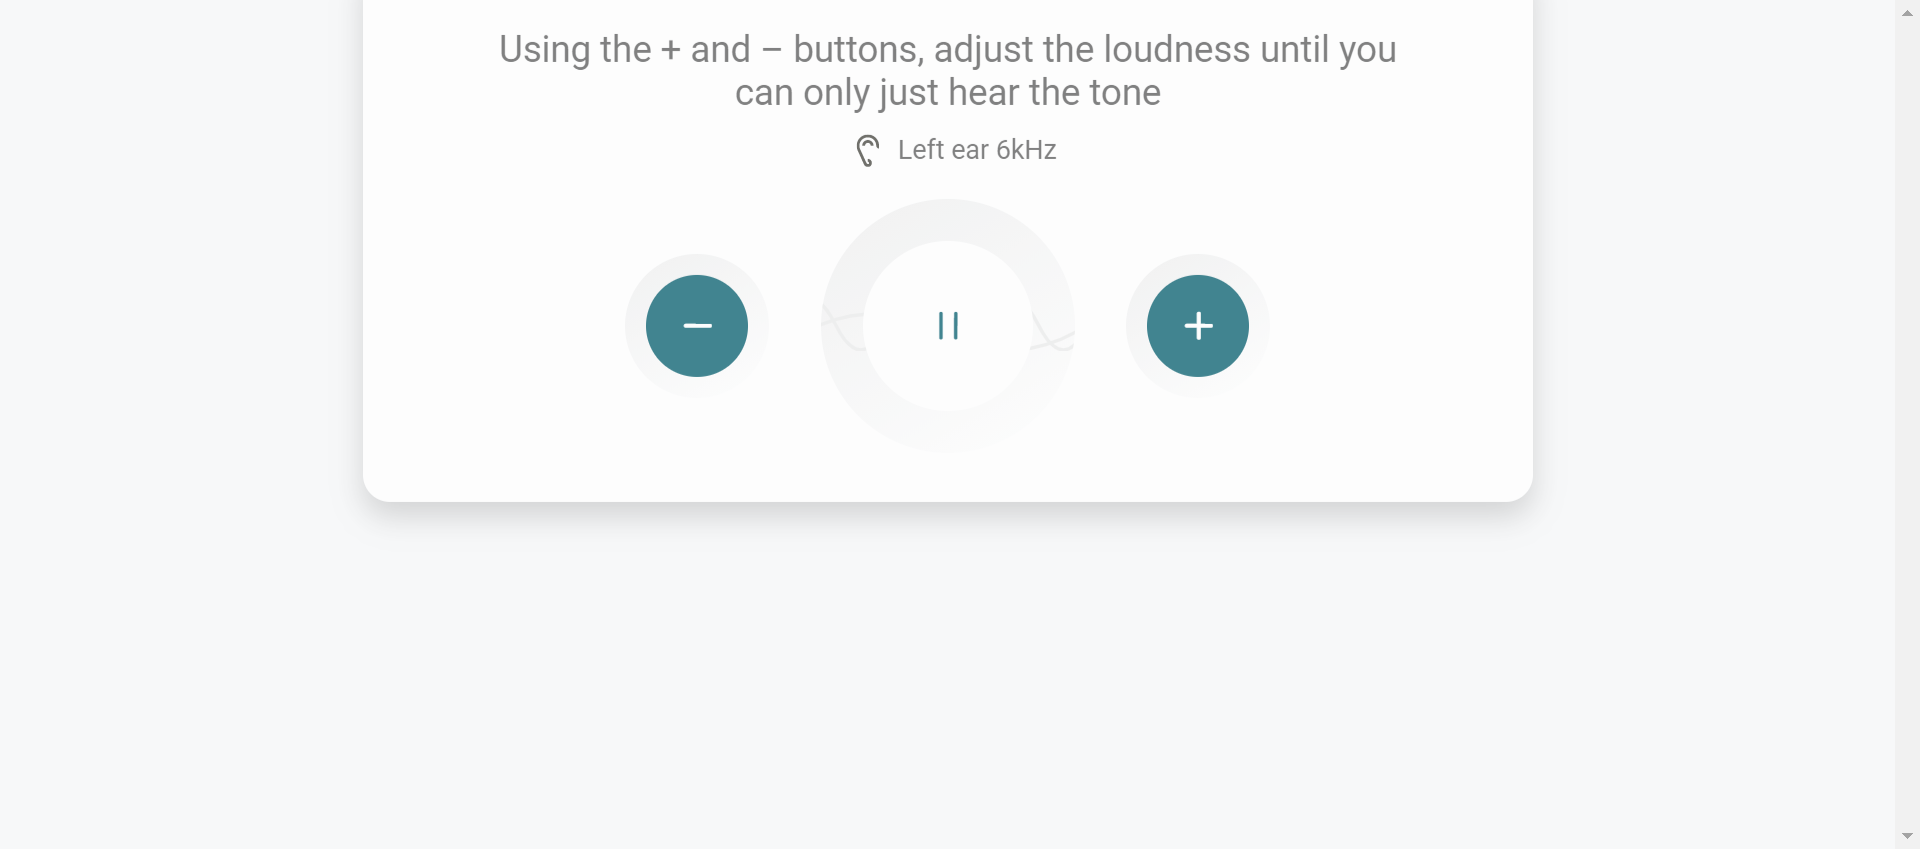 Using the + and – buttons, adjust the loudness until you
can only just hear the tone
Left ear 6kHz